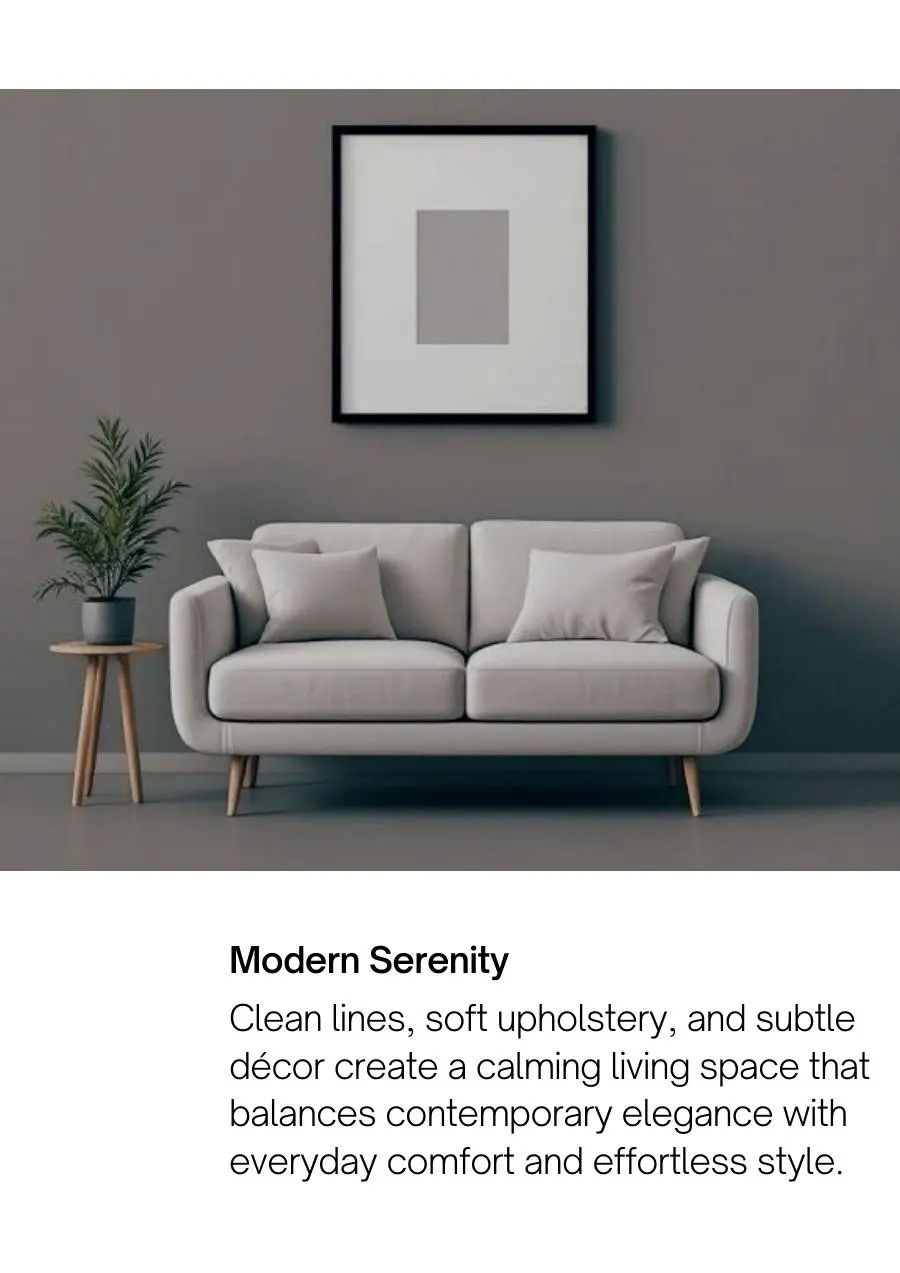 Modern Serenity
Clean lines, soft upholstery, and subtle
décor create a calming living space that
balances contemporary elegance with
everyday comfort and effortless style.